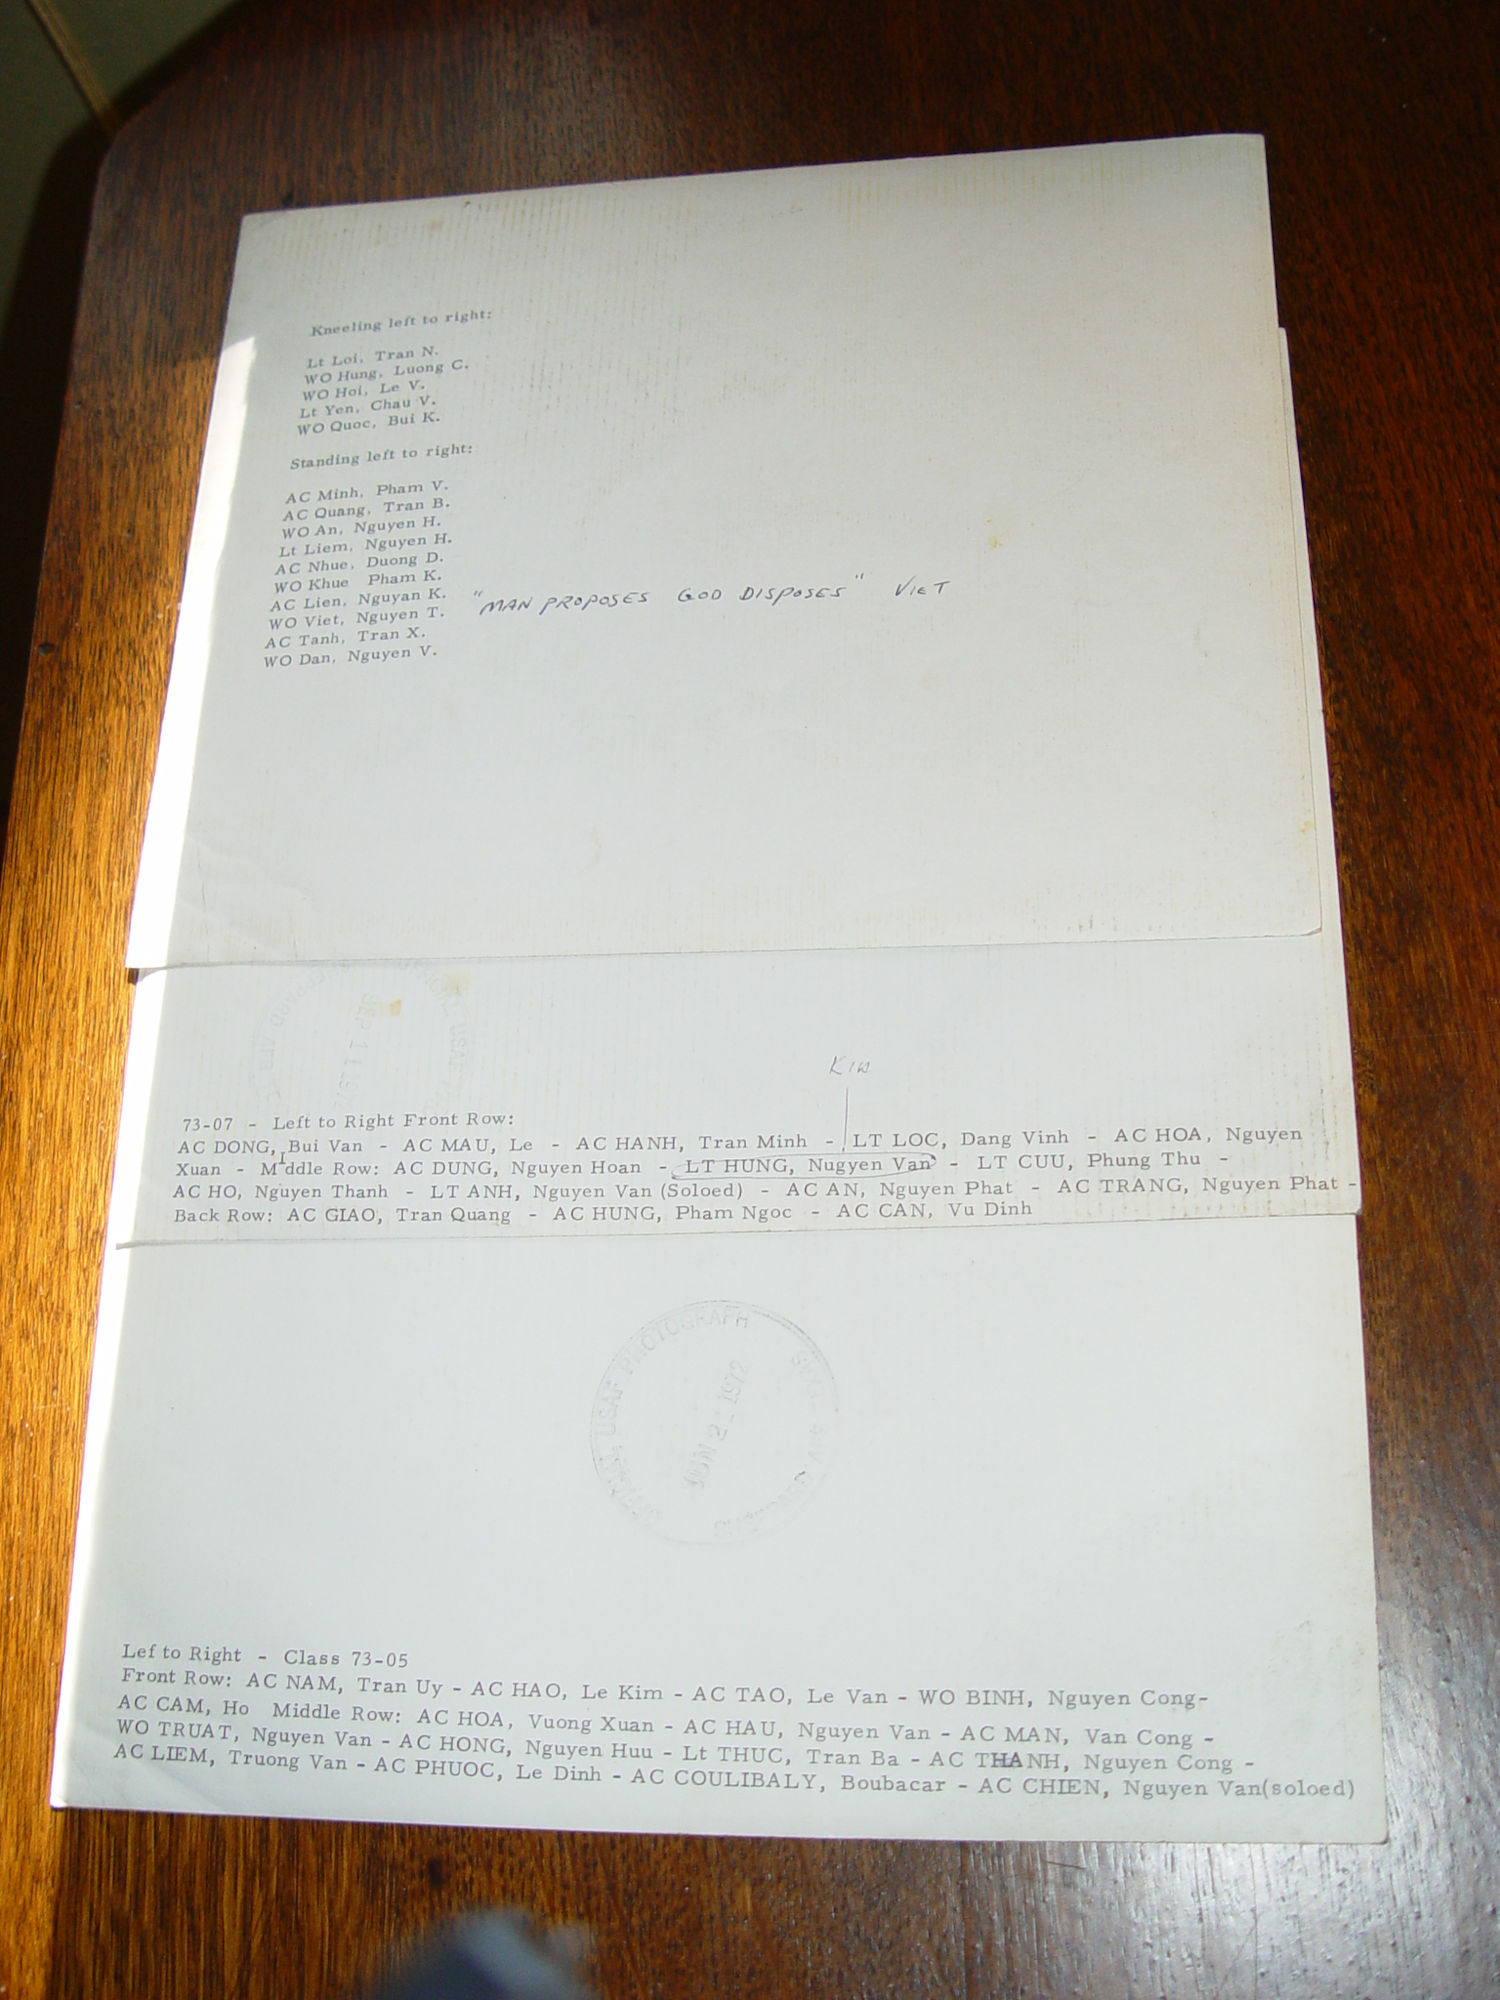 Kneeling left to right:
Lt Loi, Tran N.
WO Hung, Luong C.
WO Hoi, Le V.
Lt Yen, Chau V.
WO Quoc, Bui K.
Standing left to right:
AC Minh, Pham V.
AC Quang, Tran B.
WO An, Nguyen H.
Lt Liem, Nguyen H.
AC Nhue, Duong D.
WO Khue Pham K.
AC Lien, Nguyan K.
WO Viet, Nguyen T.
"MAN PROPOSES GOD DISPOSES" VIET
AC Tanh, Tran X.
WO Dan, Nguyen V.
SEP 11 197
USAF
AFB
73-07 - Left to Right Front Row:
AC DONG, Bui Van - AC MAU, Le - AC HANH, Tran Minh - LT LOC, Dang Vinh - AC HOA, Nguyen
Xuan - Middle Row: AC DUNG, Nguyen Hoan - LT HUNG, Nugyen Van - LT CUU, Phung Thu -
AC HO, Nguyen Thanh - LT ANH, Nguyen Van (Soloed) - AC AN, Nguyen Phat - AC TRANG, Nguyen Phat -
Back Row: AC GIAO, Tran Quang - AC HUNG, Pham Ngoc - AC CAN, Vu Dinh
OFFICIAL USAF PHOTOGRAPH
JUN 2 - 1972
Lef to Right - Class 73-05
Front Row: AC NAM, Tran Uy - AC HAO, Le Kim - AC TAO, Le Van - WO BINH, Nguyen Cong-
AC CAM, Ho Middle Row: AC HOA, Vuong Xuan - AC HAU, Nguyen Van - AC MAN, Van Cong -
WO TRUAT, Nguyen Van - AC HONG, Nguyen Huu - Lt THUC, Tran Ba - AC THANH, Nguyen Cong -
AC LIEM, Truong Van - AC PHUOC, Le Dinh - AC COULIBALY, Boubacar - AC CHIEN, Nguyen Van(soloed)